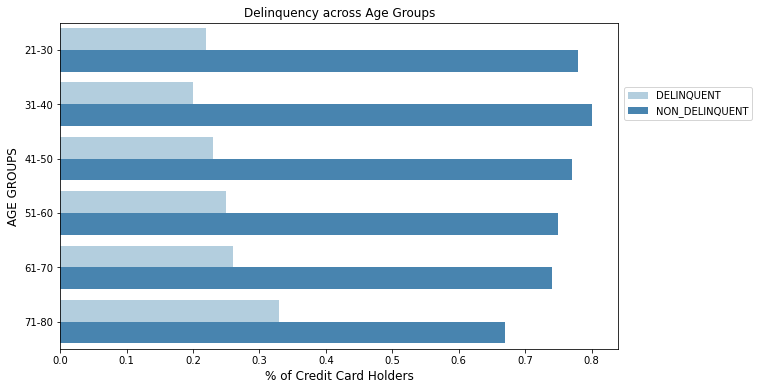 Delinquency across Age Groups
AGE GROUPS
21-30
31-40
41-50
51-60
61-70
71-80
0.0 0.1 0.2 0.3 0.4 0.5 0.6 0.7 0.8
% of Credit Card Holders
DELINQUENT
NON_DELINQUENT